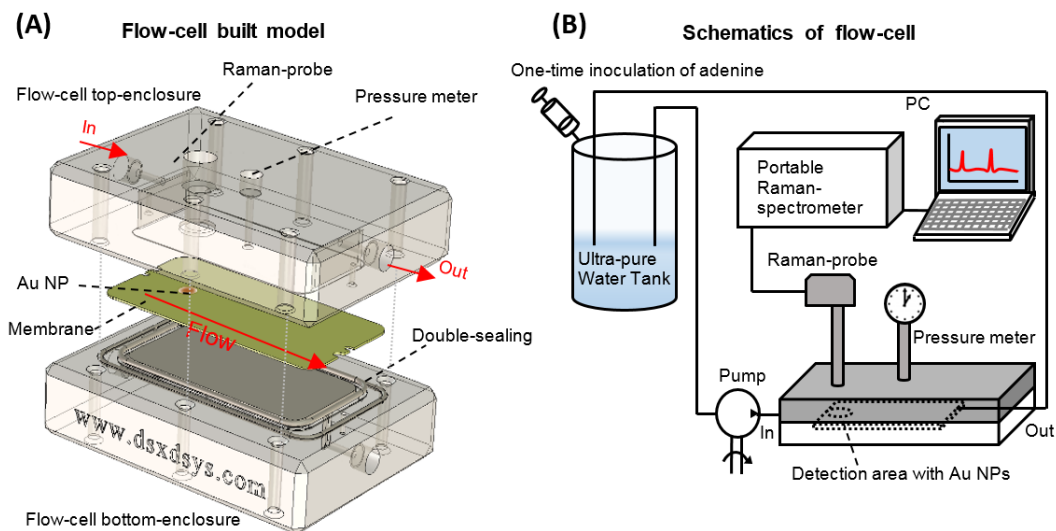 (A)
Flow-cell built model
Raman-probe
Flow-cell top-enclosure
Pressure meter
In
Out
Au NP
Membrane
Flow
Double-sealing
www.dsxdsys.com
Flow-cell bottom-enclosure
(B)
Schematics of flow-cell
One-time inoculation of adenine
PC
Portable
Raman-
spectrometer
Ultra-pure
Water Tank
Raman-probe
Pressure meter
Pump
In
Out
Detection area with Au NPs